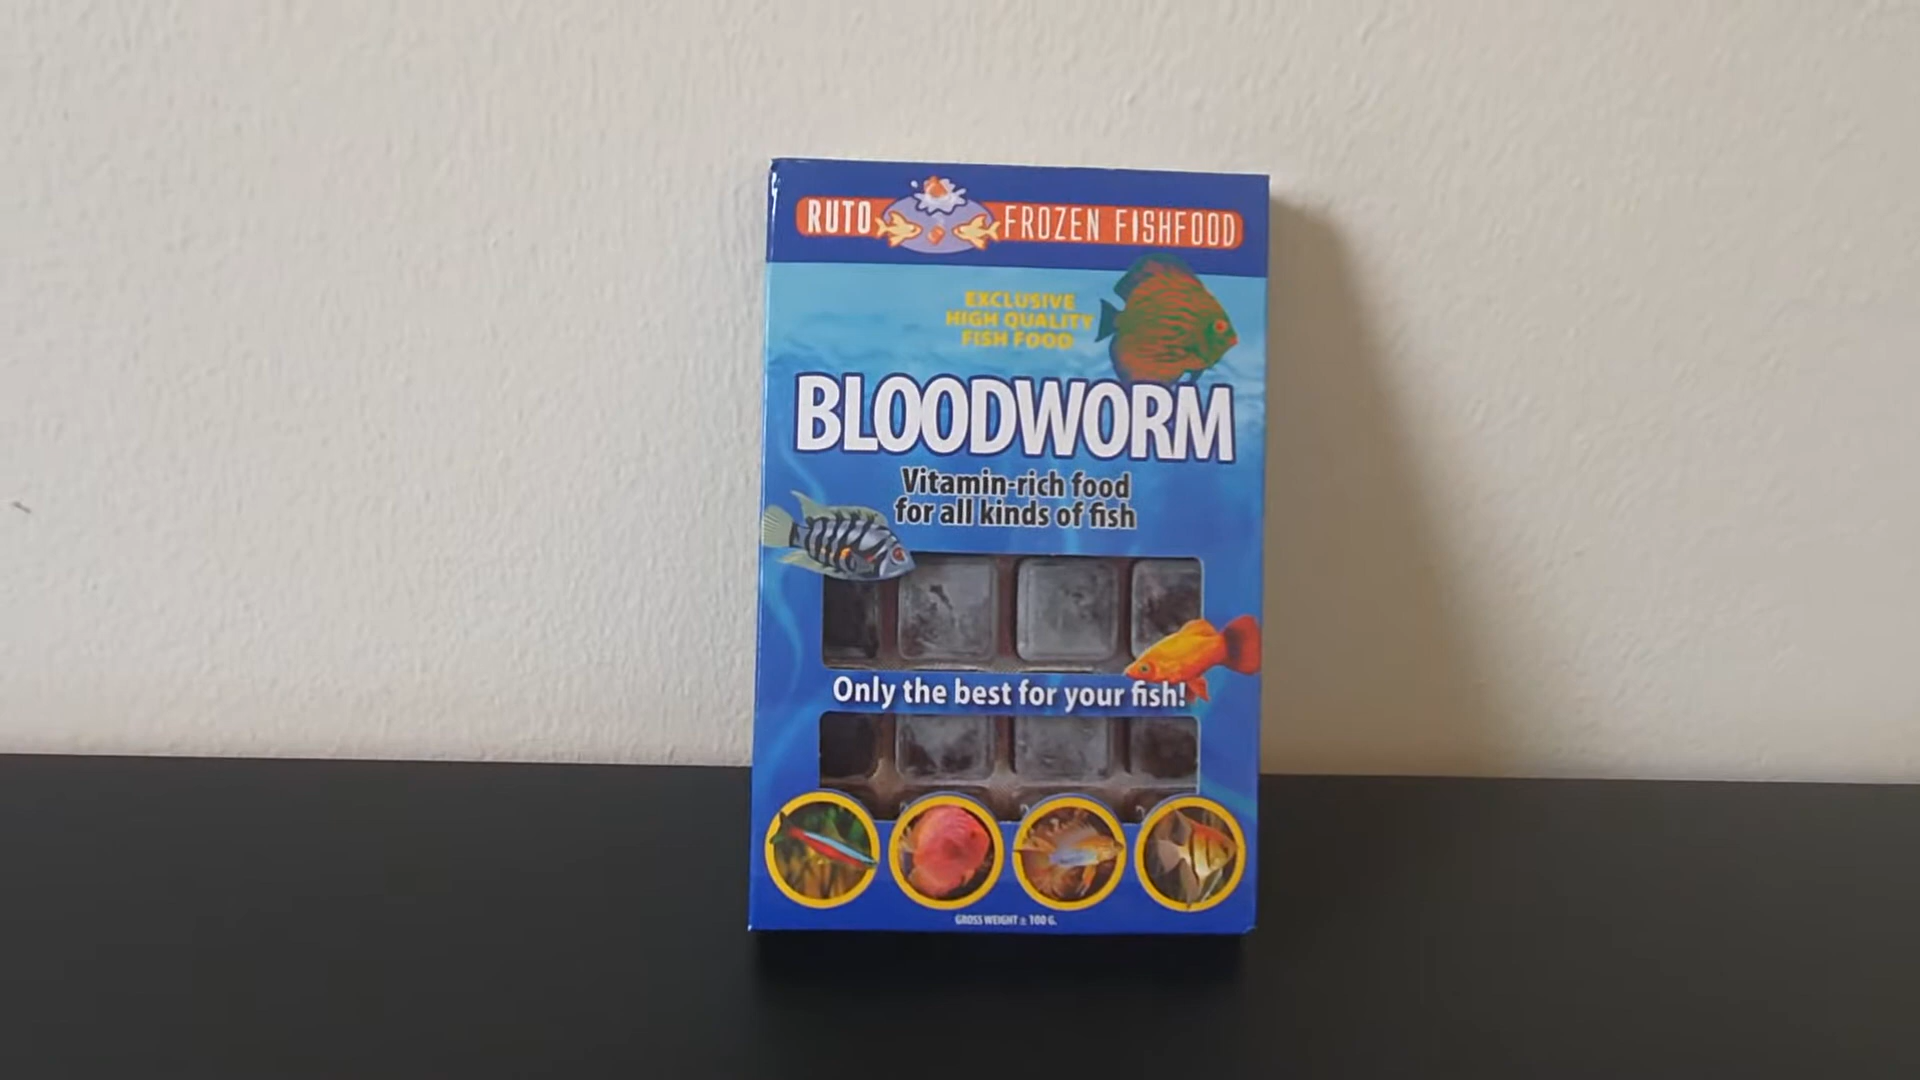 RUTO FROZEN FISHFOOD
EXCLUSIVE
HIGH QUALITY
FISH FOOD
BLOODWORM
Vitamin-rich food
for all kinds of fish
Only the best for your fish!
GROSS WEIGHT ± 100 G.